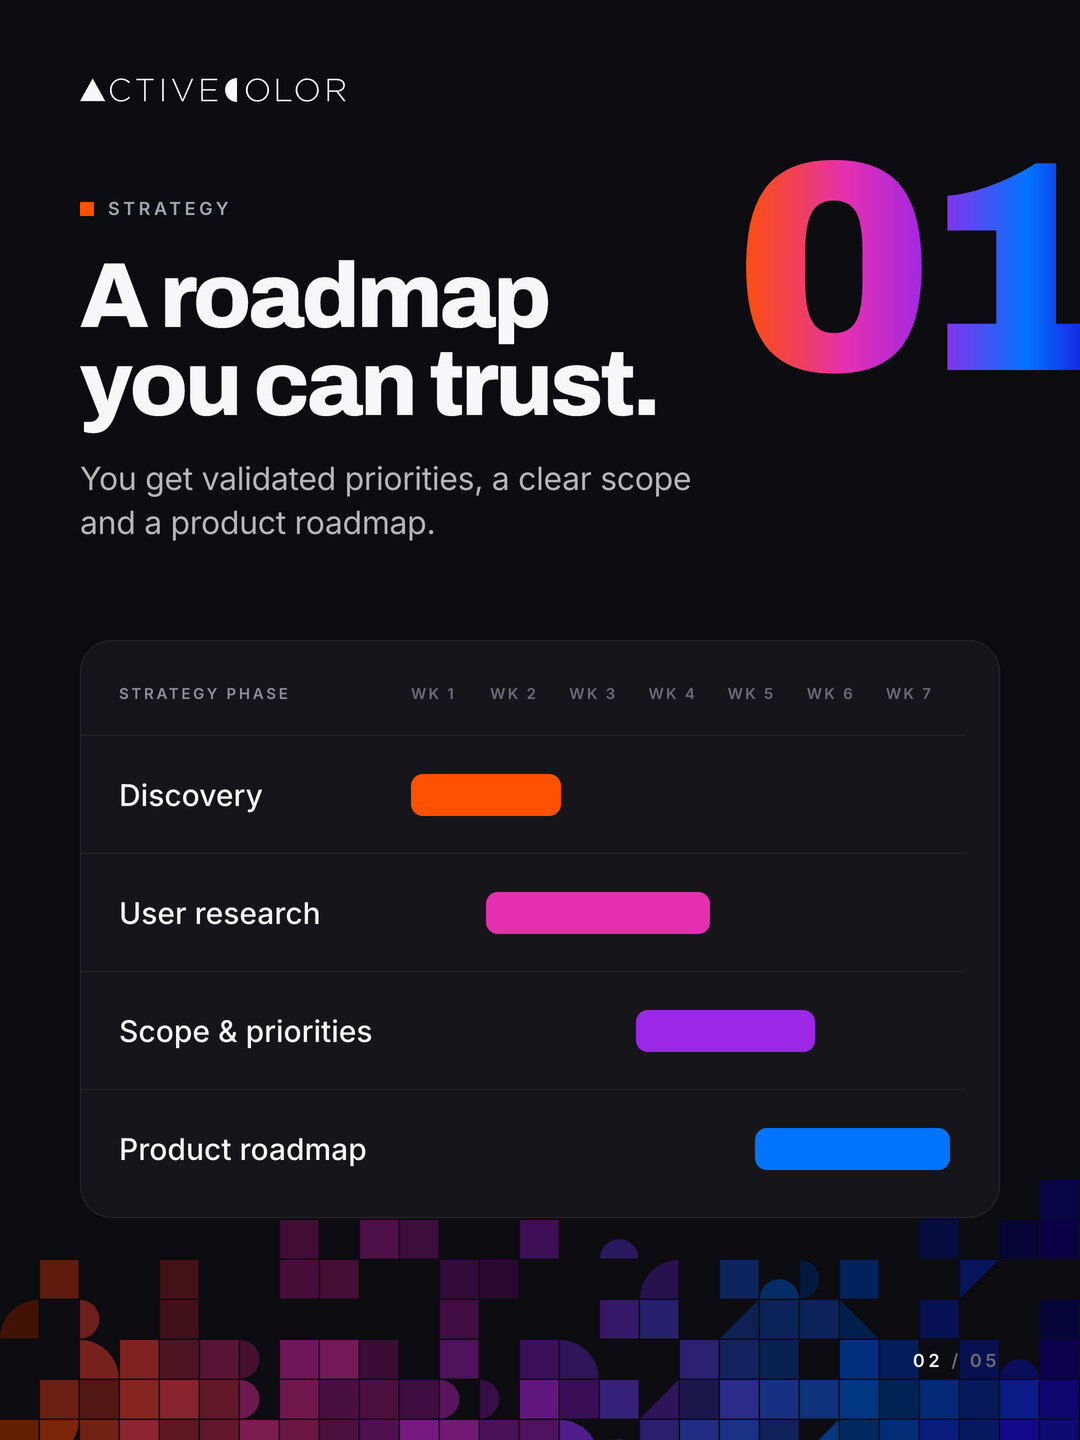 ACTIVECOLOR
01
STRATEGY
A roadmap
you can trust.
You get validated priorities, a clear scope
and a product roadmap.
STRATEGY PHASE WK 1 WK 2 WK 3 WK 4 WK 5 WK 6 WK 7
Discovery
User research
Scope & priorities
Product roadmap
02 / 05